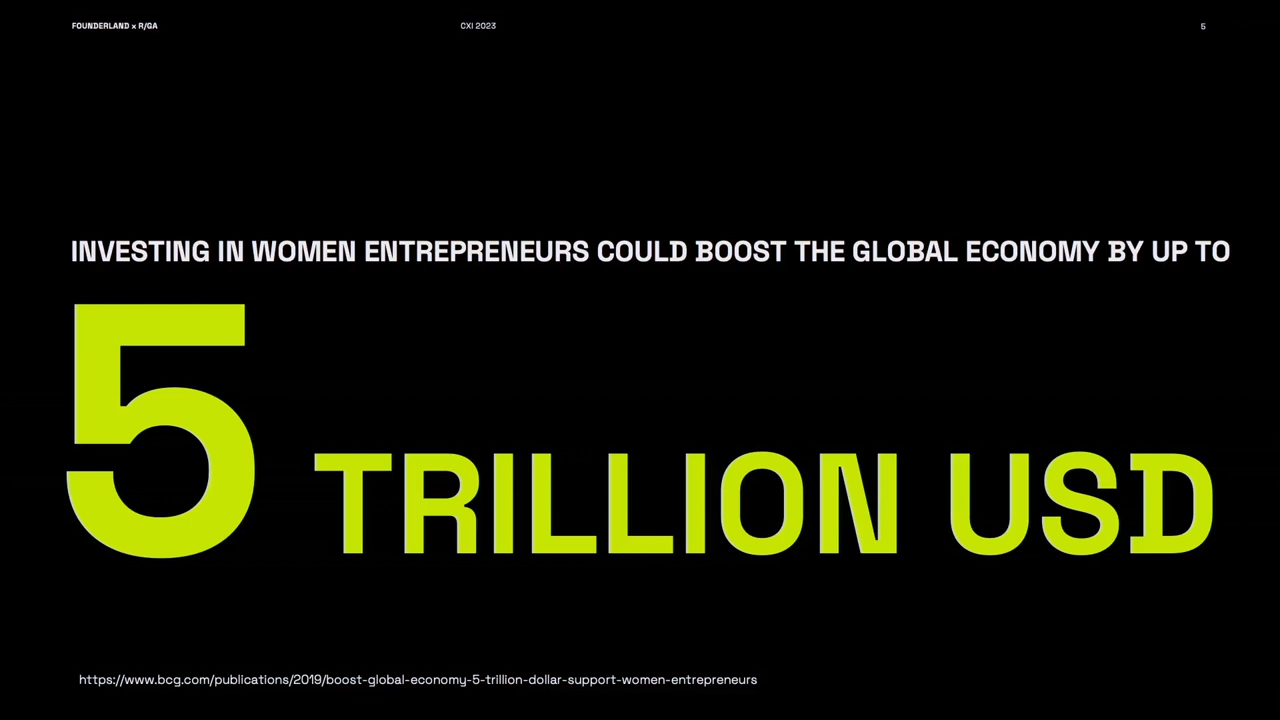 FOUNDERLAND x R/GA
CXI 2023
5
INVESTING IN WOMEN ENTREPRENEURS COULD BOOST THE GLOBAL ECONOMY BY UP TO
5 TRILLION USD
https://www.bcg.com/publications/2019/boost-global-economy-5-trillion-dollar-support-women-entrepreneurs